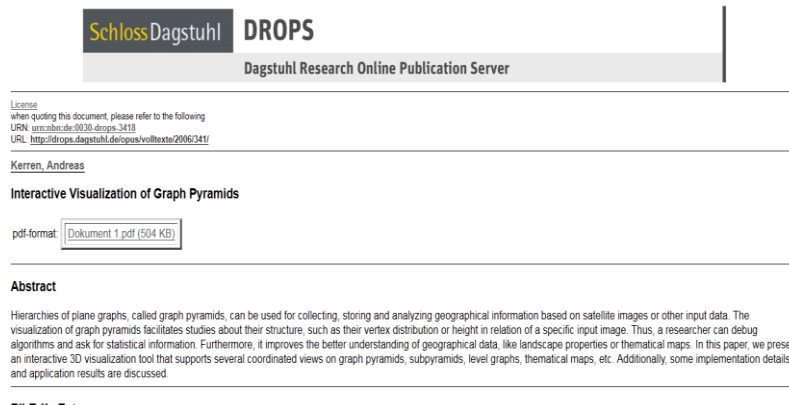 SchlossDagstuhl DROPS
Dagstuhl Research Online Publication Server
License
when quoting this document, please refer to the following
URN: urn:nbn:de:0030-drops-3418
URL: http://drops.dagstuhl.de/opus/volltexte/2006/341/
Kerren, Andreas
Interactive Visualization of Graph Pyramids
pdf-format: Dokument 1.pdf (504 KB)
Abstract
Hierarchies of plane graphs, called graph pyramids, can be used for collecting, storing and analyzing geographical information based on satellite images or other input data. The
visualization of graph pyramids facilitates studies about their structure, such as their vertex distribution or height in relation of a specific input image. Thus, a researcher can debug
algorithms and ask for statistical information. Furthermore, it improves the better understanding of geographical data, like landscape properties or thematical maps. In this paper, we prese
an interactive 3D visualization tool that supports several coordinated views on graph pyramids, subpyramids, level graphs, thematical maps, etc. Additionally, some implementation details
and application results are discussed.